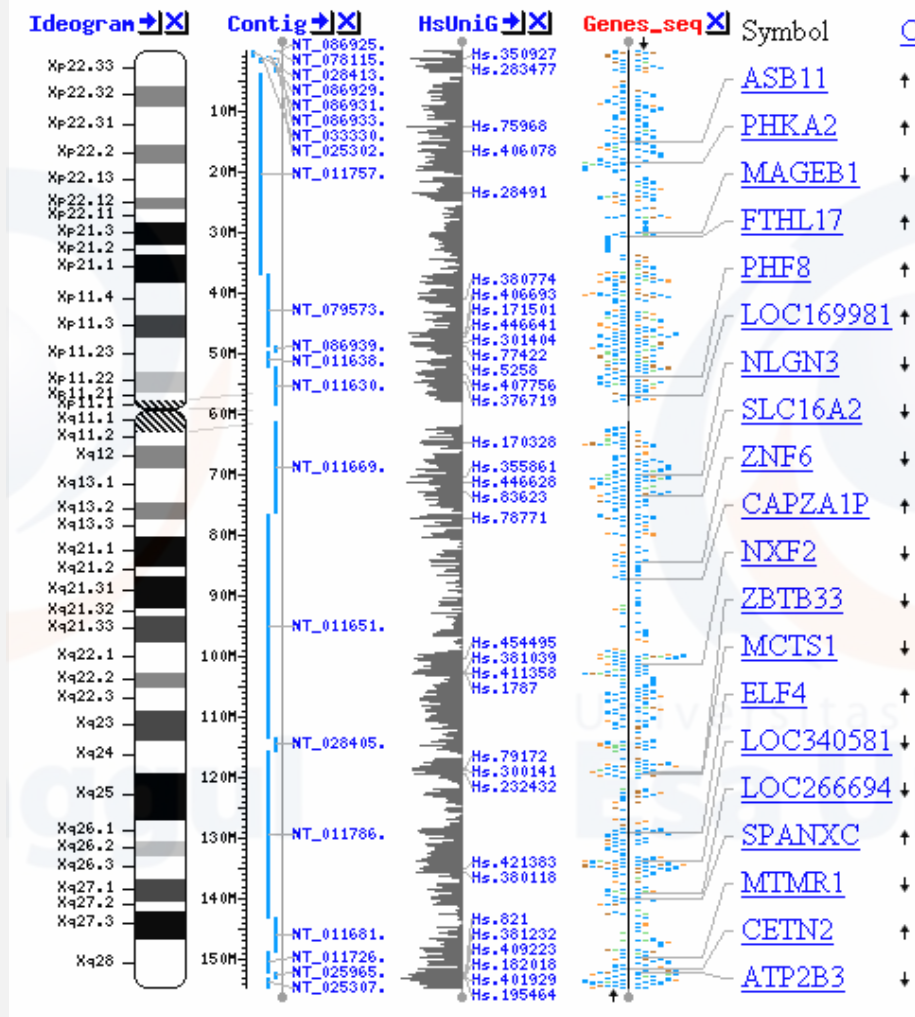 Ideogram
Xp22.33
Xp22.32
Xp22.31
Xp22.2
Xp22.13
Xp22.12
Xp22.11
Xp21.3
Xp21.2
Xp21.1
Xp11.4
Xp11.3
Xp11.23
Xp11.22
Xp11.21
Xp11.1
Xq11.1
Xq11.2
Xq12
Xq13.1
Xq13.2
Xq13.3
Xq21.1
Xq21.2
Xq21.31
Xq21.32
Xq21.33
Xq22.1
Xq22.2
Xq22.3
Xq23
Xq24
Xq25
Xq26.1
Xq26.2
Xq26.3
Xq27.1
Xq27.2
Xq27.3
Xq28
Contig
10M
20M
30M
40M
50M
60M
70M
80M
90M
100M
110M
120M
130M
140M
150M
NT_086925.
NT_078115.
NT_028413.
NT_086929.
NT_086931.
NT_086933.
NT_033330.
NT_025302.
NT_011757.
NT_079573.
NT_086939.
NT_011638.
NT_011630.
NT_011669.
NT_011651.
NT_028405.
NT_011786.
NT_011681.
NT_011726.
NT_025965.
NT_025307.
HsUniG
Hs.350927
Hs.283477
Hs.75968
Hs.406078
Hs.28491
Hs.380774
Hs.406693
Hs.171501
Hs.446641
Hs.301404
Hs.77422
Hs.5258
Hs.407756
Hs.376719
Hs.170328
Hs.355861
Hs.446628
Hs.83623
Hs.78771
Hs.454495
Hs.381039
Hs.411358
Hs.1787
Hs.79172
Hs.300141
Hs.232432
Hs.421383
Hs.380118
Hs.821
Hs.381232
Hs.409223
Hs.182018
Hs.401929
Hs.195464
Genes_seq
Symbol
ASB11
PHKA2
MAGEB1
FTHL17
PHF8
LOC169981
NLGN3
SLC16A2
ZNF6
CAPZA1P
NXF2
ZBTB33
MCTS1
ELF4
LOC340581
LOC266694
SPANXC
MTMR1
CETN2
ATP2B3
Universitas
Esa U
ggul